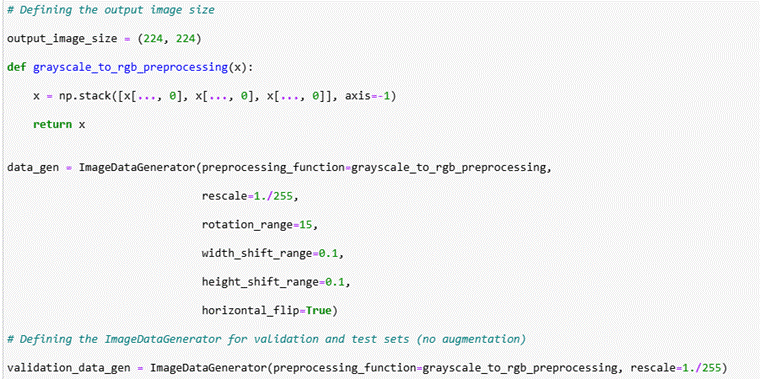 # Defining the output image size
output_image_size = (224, 224)
def grayscale_to_rgb_preprocessing(x):
    x = np.stack([x[..., 0], x[..., 0], x[..., 0]], axis=-1)
    return x
data_gen = ImageDataGenerator(preprocessing_function=grayscale_to_rgb_preprocessing,
                              rescale=1./255,
                              rotation_range=15,
                              width_shift_range=0.1,
                              height_shift_range=0.1,
                              horizontal_flip=True)
# Defining the ImageDataGenerator for validation and test sets (no augmentation)
validation_data_gen = ImageDataGenerator(preprocessing_function=grayscale_to_rgb_preprocessing, rescale=1./255)